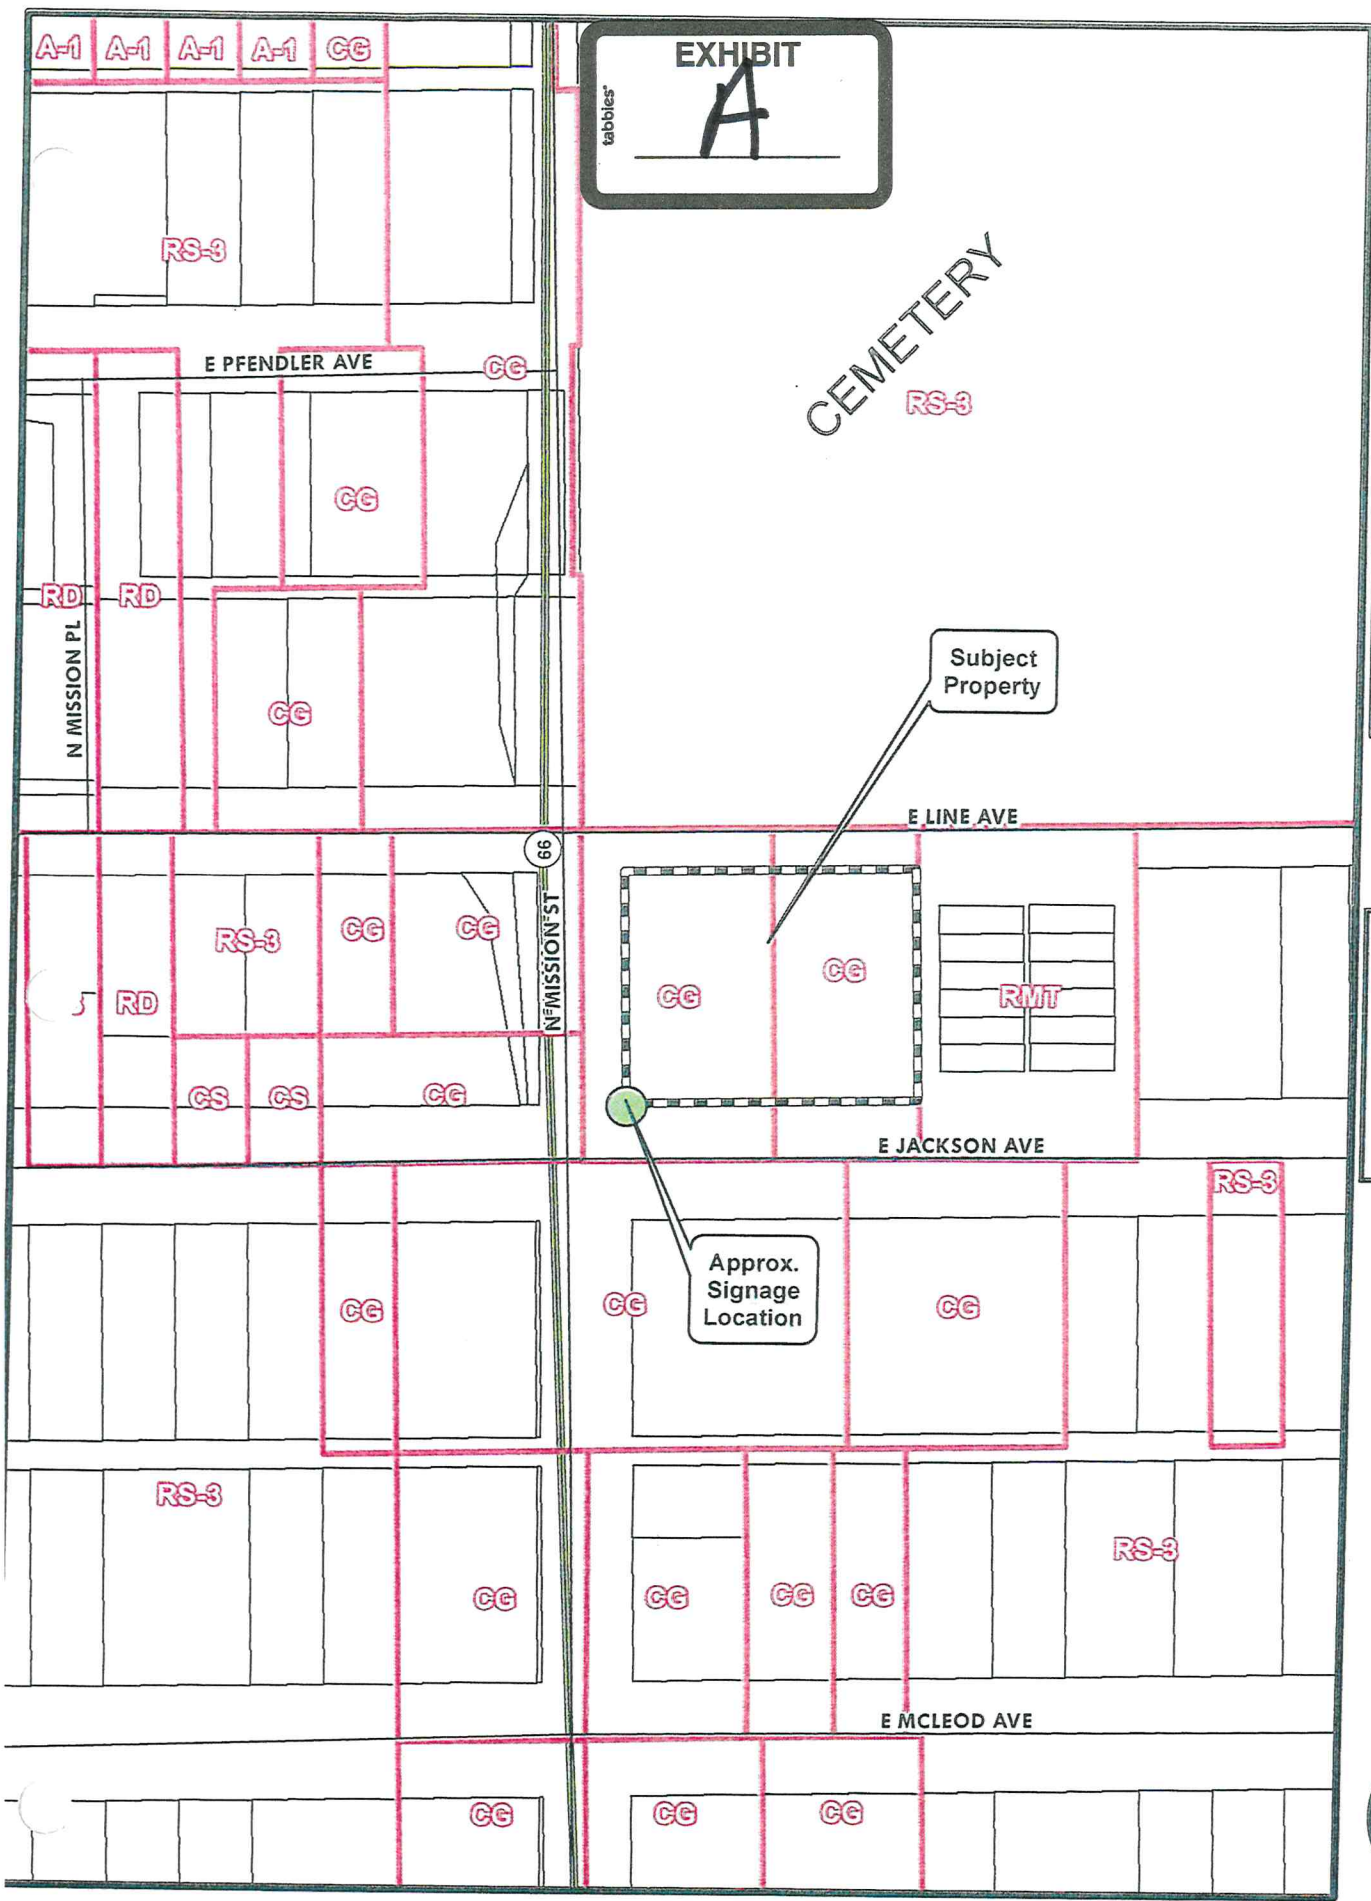 A-1 A-1 A-1 A-1 CG
EXHIBIT
tabbies®
A
RS-3
CEMETERY
E PFENDLER AVE
CG
RS-3
CG
RD
RD
N MISSION PL
CG
Subject
Property
E LINE AVE
66
N MISSION ST
RS-3
CG
CG
CG
CG
RD
RMT
CS
CS
CG
E JACKSON AVE
RS-3
Approx.
Signage
Location
CG
CG
CG
RS-3
RS-3
CG
CG
CG
CG
E MCLEOD AVE
CG
CG
CG